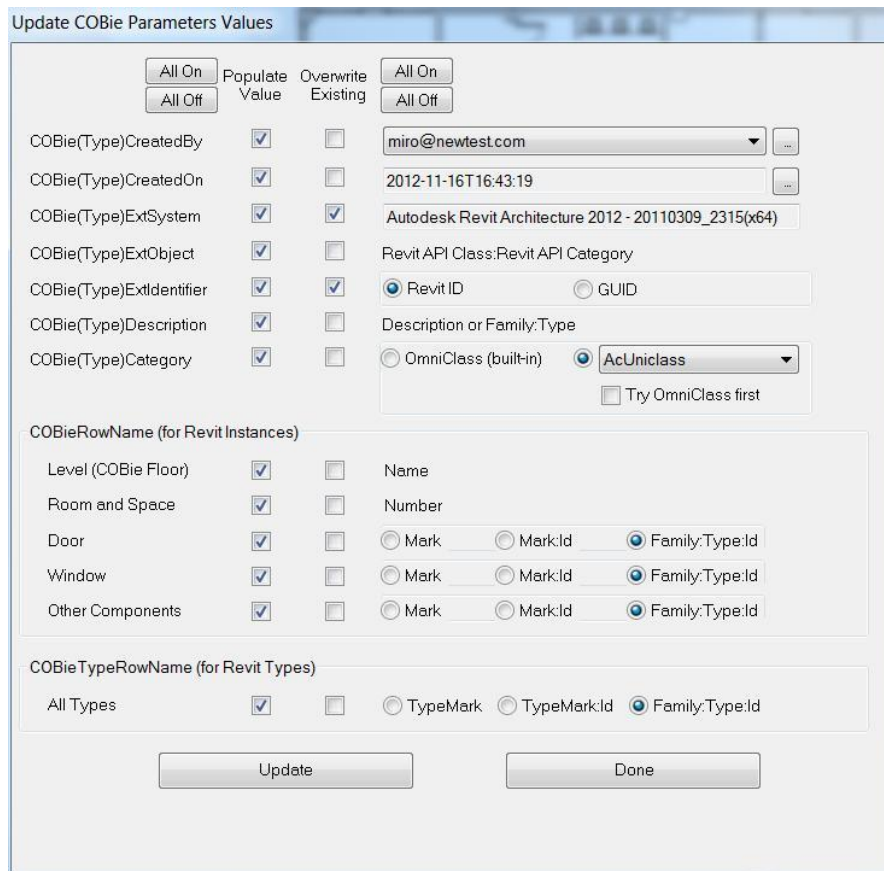 Update COBie Parameters Values
All On Populate Overwrite All On
All Off Value Existing All Off
COBie(Type)CreatedBy miro@newtest.com ...
COBie(Type)CreatedOn 2012-11-16T16:43:19 ...
COBie(Type)ExtSystem Autodesk Revit Architecture 2012 - 20110309_2315(x64)
COBie(Type)ExtObject Revit API Class:Revit API Category
COBie(Type)ExtIdentifier Revit ID GUID
COBie(Type)Description Description or Family:Type
COBie(Type)Category OmniClass (built-in) AcUniclass
Try OmniClass first
COBieRowName (for Revit Instances)
Level (COBie Floor) Name
Room and Space Number
Door Mark Mark:Id Family:Type:Id
Window Mark Mark:Id Family:Type:Id
Other Components Mark Mark:Id Family:Type:Id
COBieTypeRowName (for Revit Types)
All Types TypeMark TypeMark:Id Family:Type:Id
Update Done